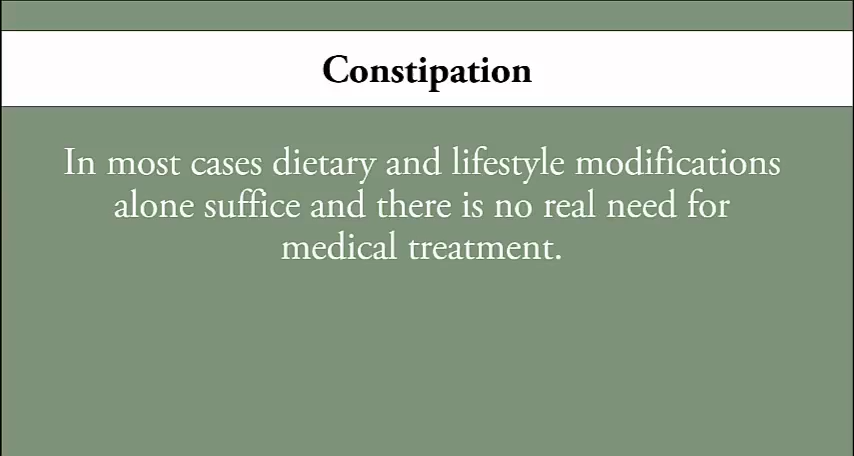 Constipation
In most cases dietary and lifestyle modifications
alone suffice and there is no real need for
medical treatment.